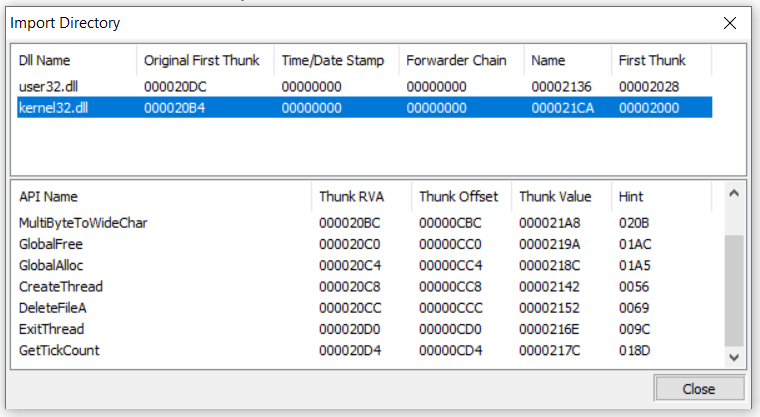 Import Directory
Dll Name Original First Thunk Time/Date Stamp Forwarder Chain Name First Thunk
user32.dll 000020DC 00000000 00000000 00002136 00002028
kernel32.dll 000020B4 00000000 00000000 000021CA 00002000
API Name Thunk RVA Thunk Offset Thunk Value Hint
MultiByteToWideChar 000020BC 00000CBC 000021A8 020B
GlobalFree 000020C0 00000CC0 0000219A 01AC
GlobalAlloc 000020C4 00000CC4 0000218C 01A5
CreateThread 000020C8 00000CC8 00002142 0056
DeleteFileA 000020CC 00000CCC 00002152 0069
ExitThread 000020D0 00000CD0 0000216E 009C
GetTickCount 000020D4 00000CD4 0000217C 018D
Close